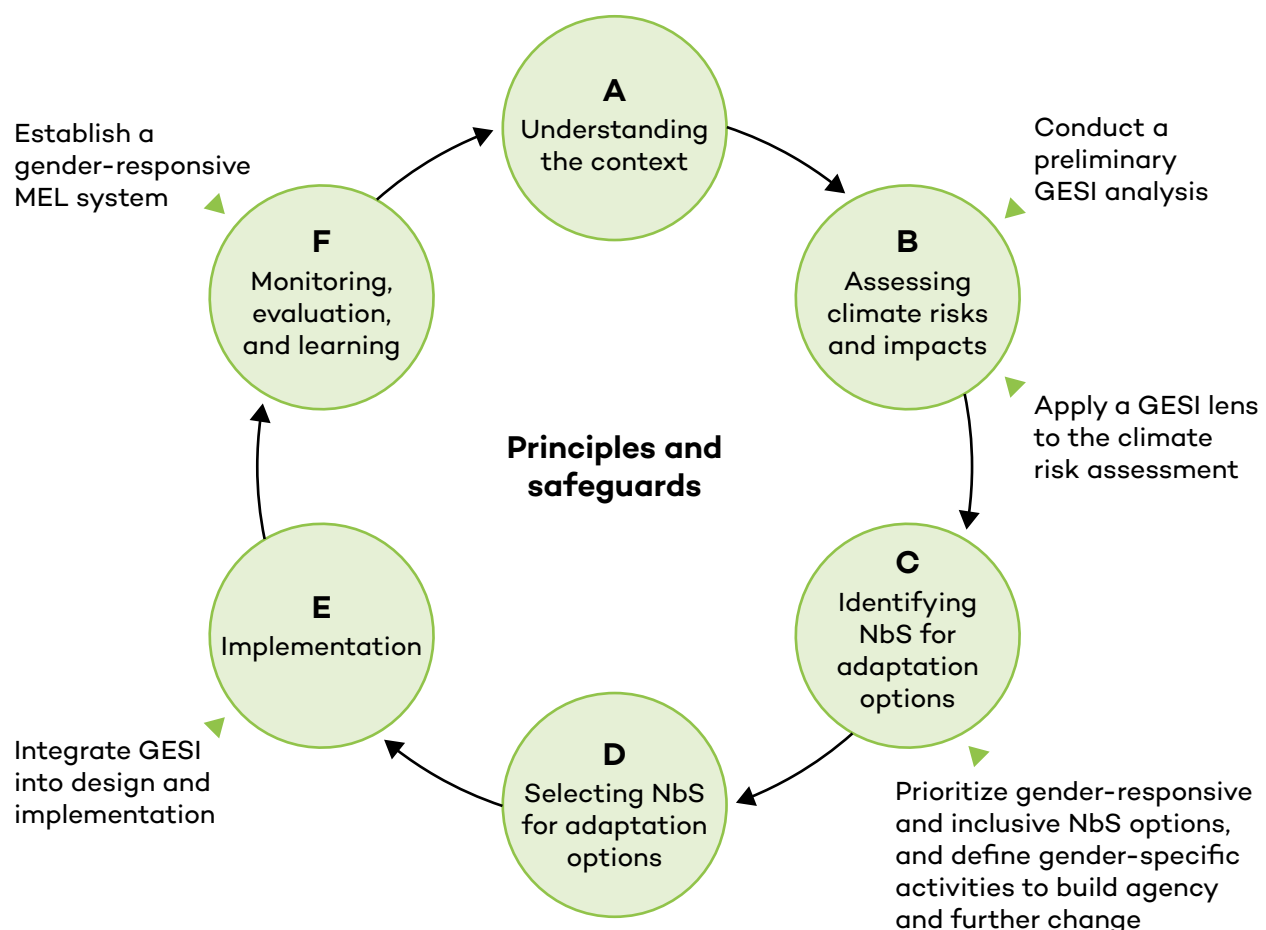 A
Understanding
the context
Conduct a
preliminary
GESI analysis
B
Assessing
climate risks
and impacts
Apply a GESI lens
to the climate
risk assessment
C
Identifying
NbS for
adaptation
options
Prioritize gender-responsive
and inclusive NbS options,
and define gender-specific
activities to build agency
and further change
D
Selecting NbS
for adaptation
options
E
Implementation
Integrate GESI
into design and
implementation
F
Monitoring,
evaluation,
and learning
Establish a
gender-responsive
MEL system
Principles and
safeguards